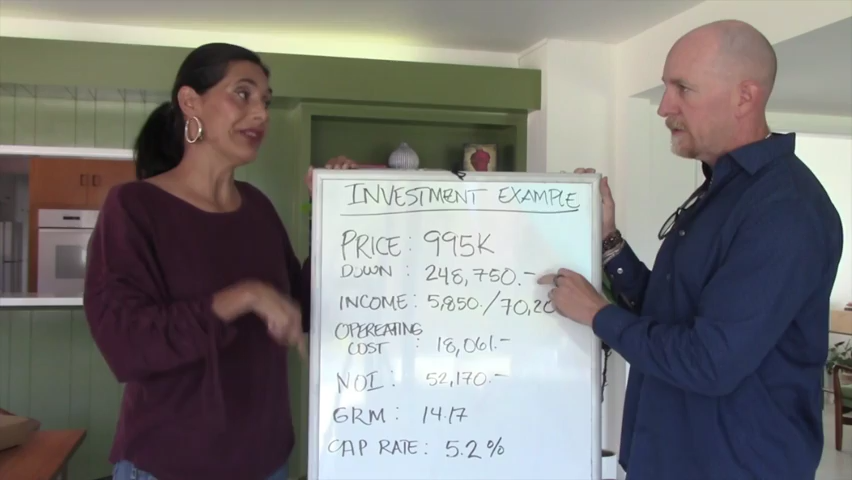 INVESTMENT EXAMPLE
PRICE: 995K
DOWN: 248,750.-
INCOME: 5,850./70,20
OPEREATING
COST : 18,061.-
NOI: 52,170.-
GRM: 14.17
CAP RATE: 5.2%